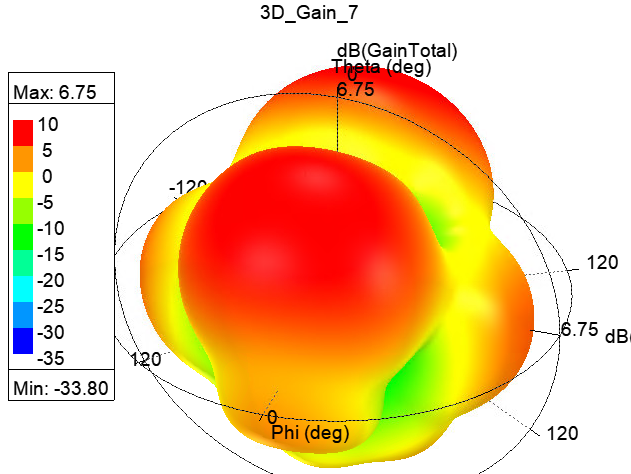 3D_Gain_7
dB(GainTotal)
Theta (deg)
0
6.75
Max: 6.75
10
5
0
-5
-10
-15
-20
-25
-30
-35
Min: -33.80
-120
120
6.75
dB(
120
120
0
Phi (deg)